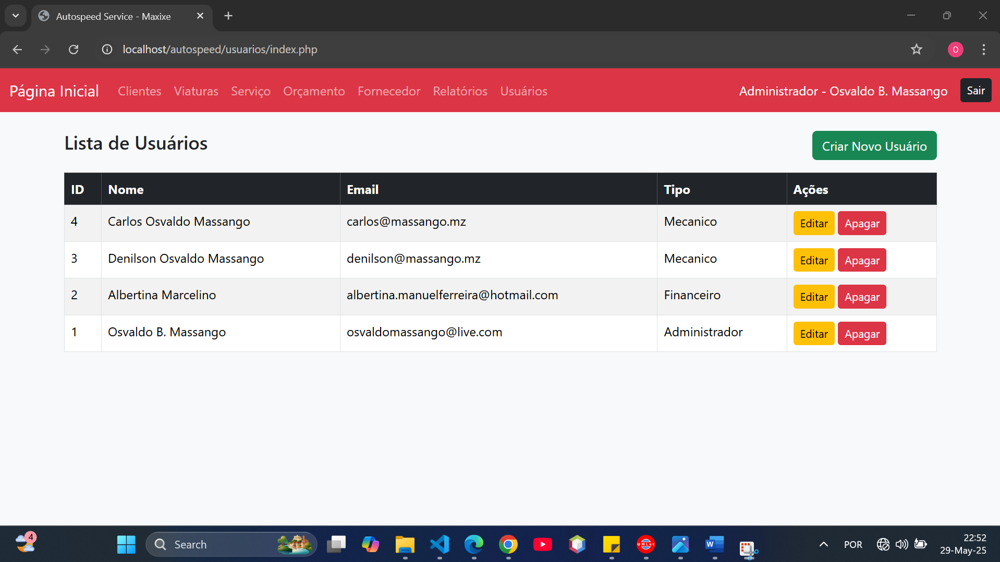 Autospeed Service - Maxixe
localhost/autospeed/usuarios/index.php
O
Página Inicial Clientes Viaturas Serviço Orçamento Fornecedor Relatórios Usuários Administrador - Osvaldo B. Massango Sair
Lista de Usuários Criar Novo Usuário
ID Nome Email Tipo Ações
4 Carlos Osvaldo Massango carlos@massango.mz Mecanico Editar Apagar
3 Denilson Osvaldo Massango denilson@massango.mz Mecanico Editar Apagar
2 Albertina Marcelino albertina.manuelferreira@hotmail.com Financeiro Editar Apagar
1 Osvaldo B. Massango osvaldomassango@live.com Administrador Editar Apagar
4
Search
UMLet
W
POR
22:52
29-May-25